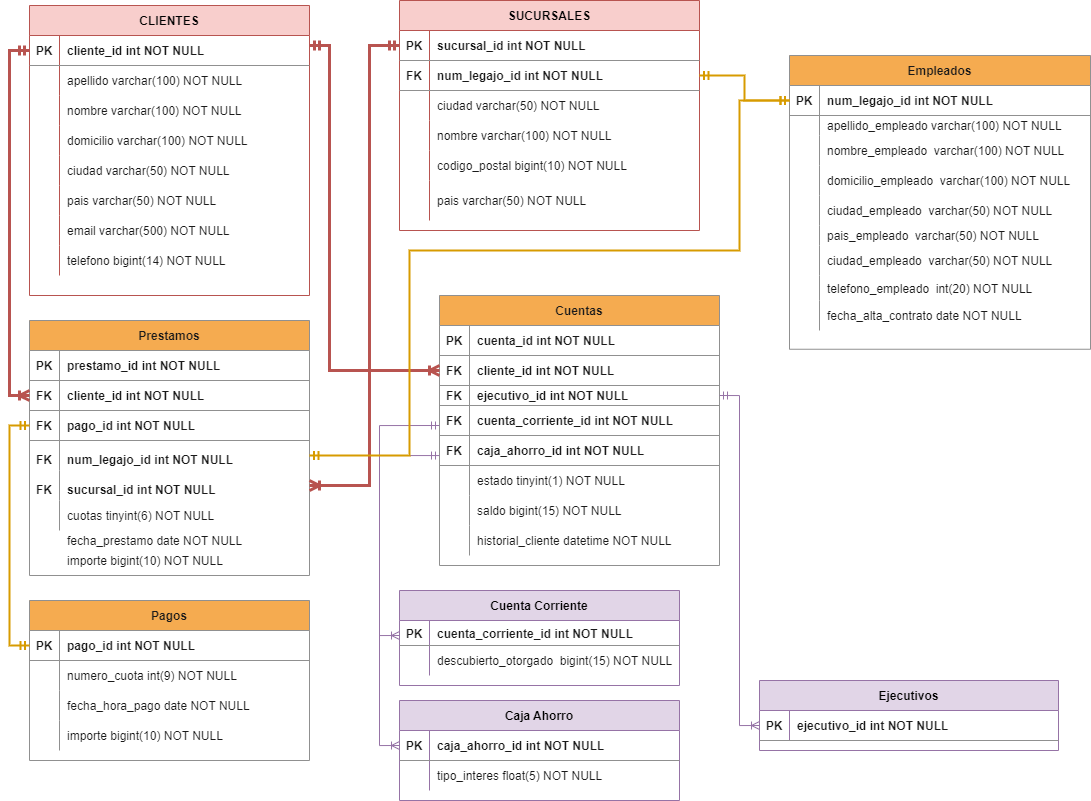 CLIENTES
PK cliente_id int NOT NULL
apellido varchar(100) NOT NULL
nombre varchar(100) NOT NULL
domicilio varchar(100) NOT NULL
ciudad varchar(50) NOT NULL
pais varchar(50) NOT NULL
email varchar(500) NOT NULL
telefono bigint(14) NOT NULL
SUCURSALES
PK sucursal_id int NOT NULL
FK num_legajo_id int NOT NULL
ciudad varchar(50) NOT NULL
nombre varchar(100) NOT NULL
codigo_postal bigint(10) NOT NULL
pais varchar(50) NOT NULL
Empleados
PK num_legajo_id int NOT NULL
apellido_empleado varchar(100) NOT NULL
nombre_empleado varchar(100) NOT NULL
domicilio_empleado varchar(100) NOT NULL
ciudad_empleado varchar(50) NOT NULL
pais_empleado varchar(50) NOT NULL
ciudad_empleado varchar(50) NOT NULL
telefono_empleado int(20) NOT NULL
fecha_alta_contrato date NOT NULL
Prestamos
PK prestamo_id int NOT NULL
FK cliente_id int NOT NULL
FK pago_id int NOT NULL
FK num_legajo_id int NOT NULL
FK sucursal_id int NOT NULL
cuotas tinyint(6) NOT NULL
fecha_prestamo date NOT NULL
importe bigint(10) NOT NULL
Cuentas
PK cuenta_id int NOT NULL
FK cliente_id int NOT NULL
FK ejecutivo_id int NOT NULL
FK cuenta_corriente_id int NOT NULL
FK caja_ahorro_id int NOT NULL
estado tinyint(1) NOT NULL
saldo bigint(15) NOT NULL
historial_cliente datetime NOT NULL
Pagos
PK pago_id int NOT NULL
numero_cuota int(9) NOT NULL
fecha_hora_pago date NOT NULL
importe bigint(10) NOT NULL
Cuenta Corriente
PK cuenta_corriente_id int NOT NULL
descubierto_otorgado bigint(15) NOT NULL
Caja Ahorro
PK caja_ahorro_id int NOT NULL
tipo_interes float(5) NOT NULL
Ejecutivos
PK ejecutivo_id int NOT NULL